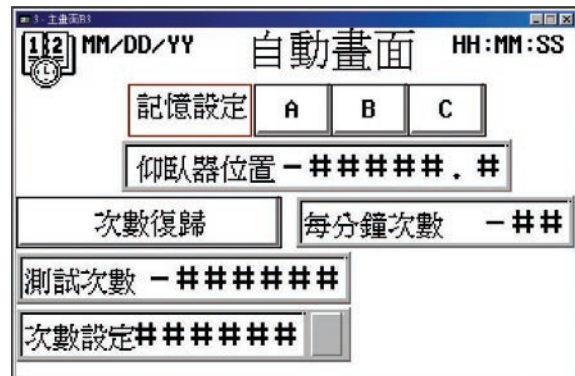 3 - 主畫面B3
12 MM/DD/YY 自動畫面 HH:MM:SS
記憶設定 A B C
仰臥器位置-#####.#
次數復歸 每分鐘次數 -##
測試次數 -######
次數設定######